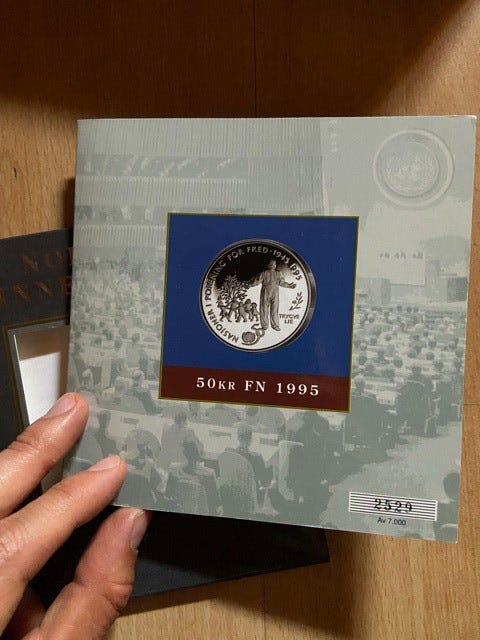 NASJONER I FORENING FOR FRED · 1945 1995
TRYGVE
LIE
50KR FN 1995
2529
Av 7.000